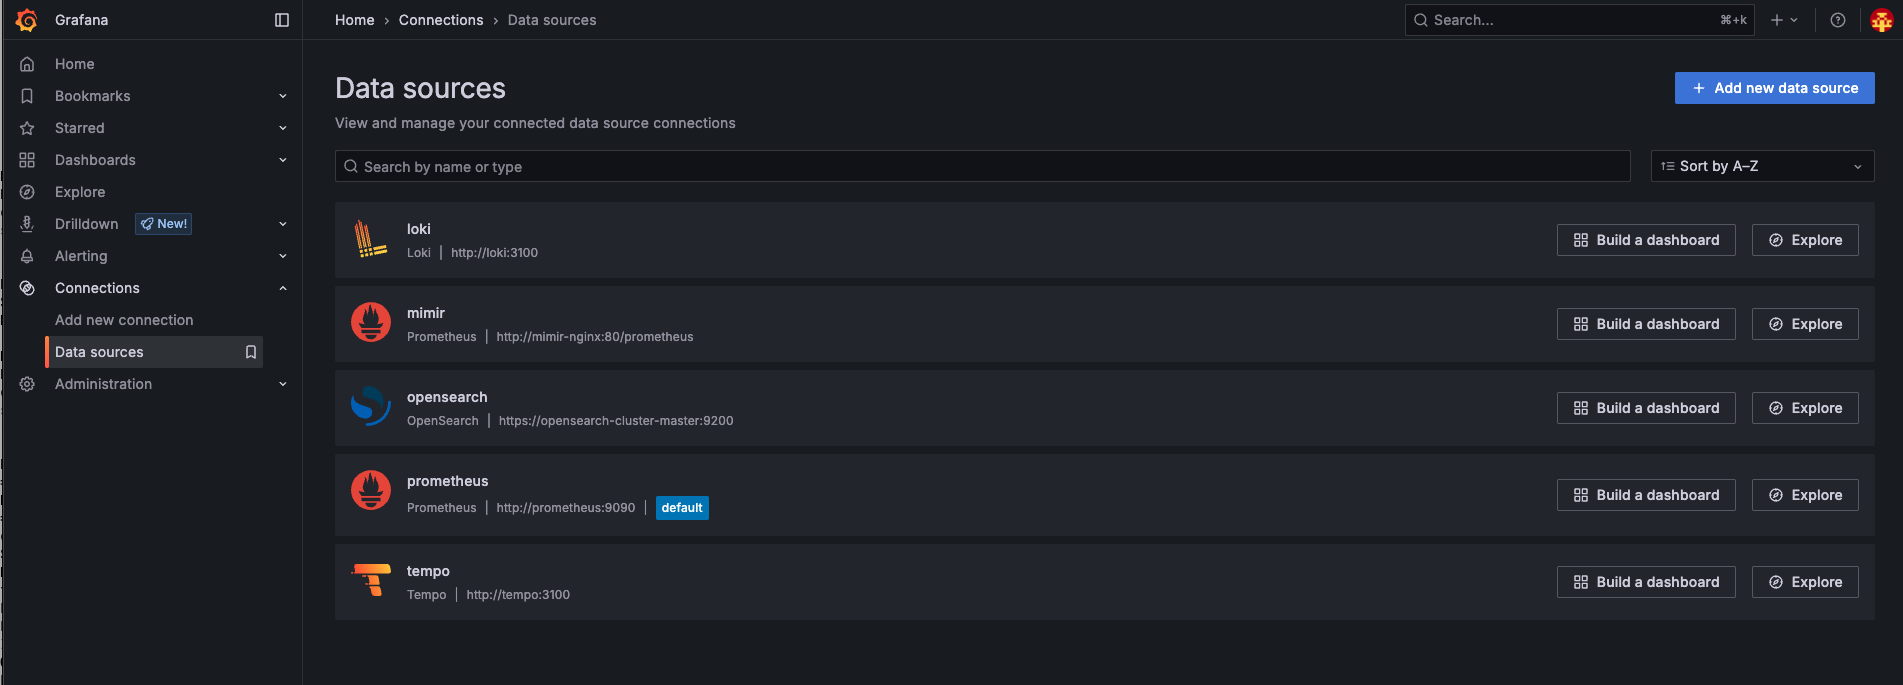 Grafana
Home › Connections › Data sources
Search...
⌘+k
Home
Bookmarks
Starred
Dashboards
Explore
Drilldown New!
Alerting
Connections
Add new connection
Data sources
Administration
Data sources
Add new data source
View and manage your connected data source connections
Search by name or type
Sort by A–Z
loki
Loki | http://loki:3100
Build a dashboard
Explore
mimir
Prometheus | http://mimir-nginx:80/prometheus
Build a dashboard
Explore
opensearch
OpenSearch | https://opensearch-cluster-master:9200
Build a dashboard
Explore
prometheus
Prometheus | http://prometheus:9090 | default
Build a dashboard
Explore
tempo
Tempo | http://tempo:3100
Build a dashboard
Explore